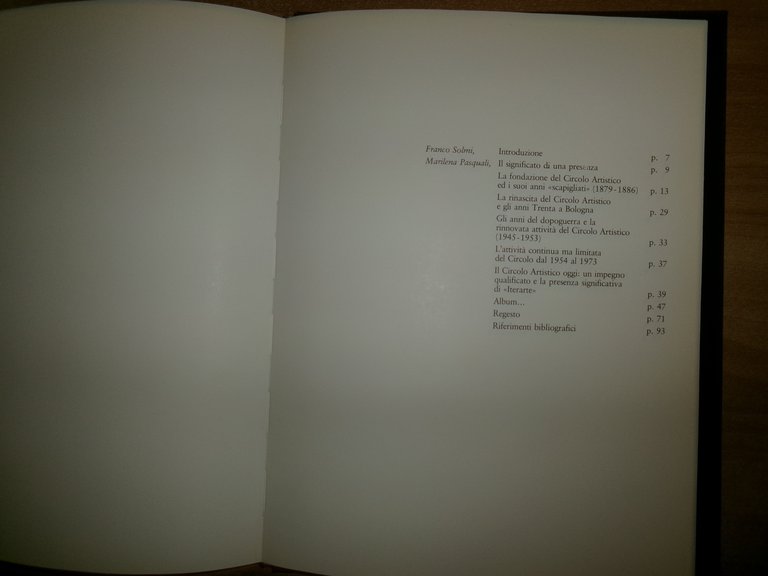 Franco Solmi, Introduzione p. 7
Marilena Pasquali, Il significato di una presenza p. 9
La fondazione del Circolo Artistico
ed i suoi anni «scapigliati» (1879-1886) p. 13
La rinascita del Circolo Artistico
e gli anni Trenta a Bologna p. 29
Gli anni del dopoguerra e la
rinnovata attività del Circolo Artistico
(1945-1953) p. 33
L'attività continua ma limitata
del Circolo dal 1954 al 1973 p. 37
Il Circolo Artistico oggi: un impegno
qualificato e la presenza significativa
di «Iterarte» p. 39
Album... p. 47
Regesto p. 71
Riferimenti bibliografici p. 93